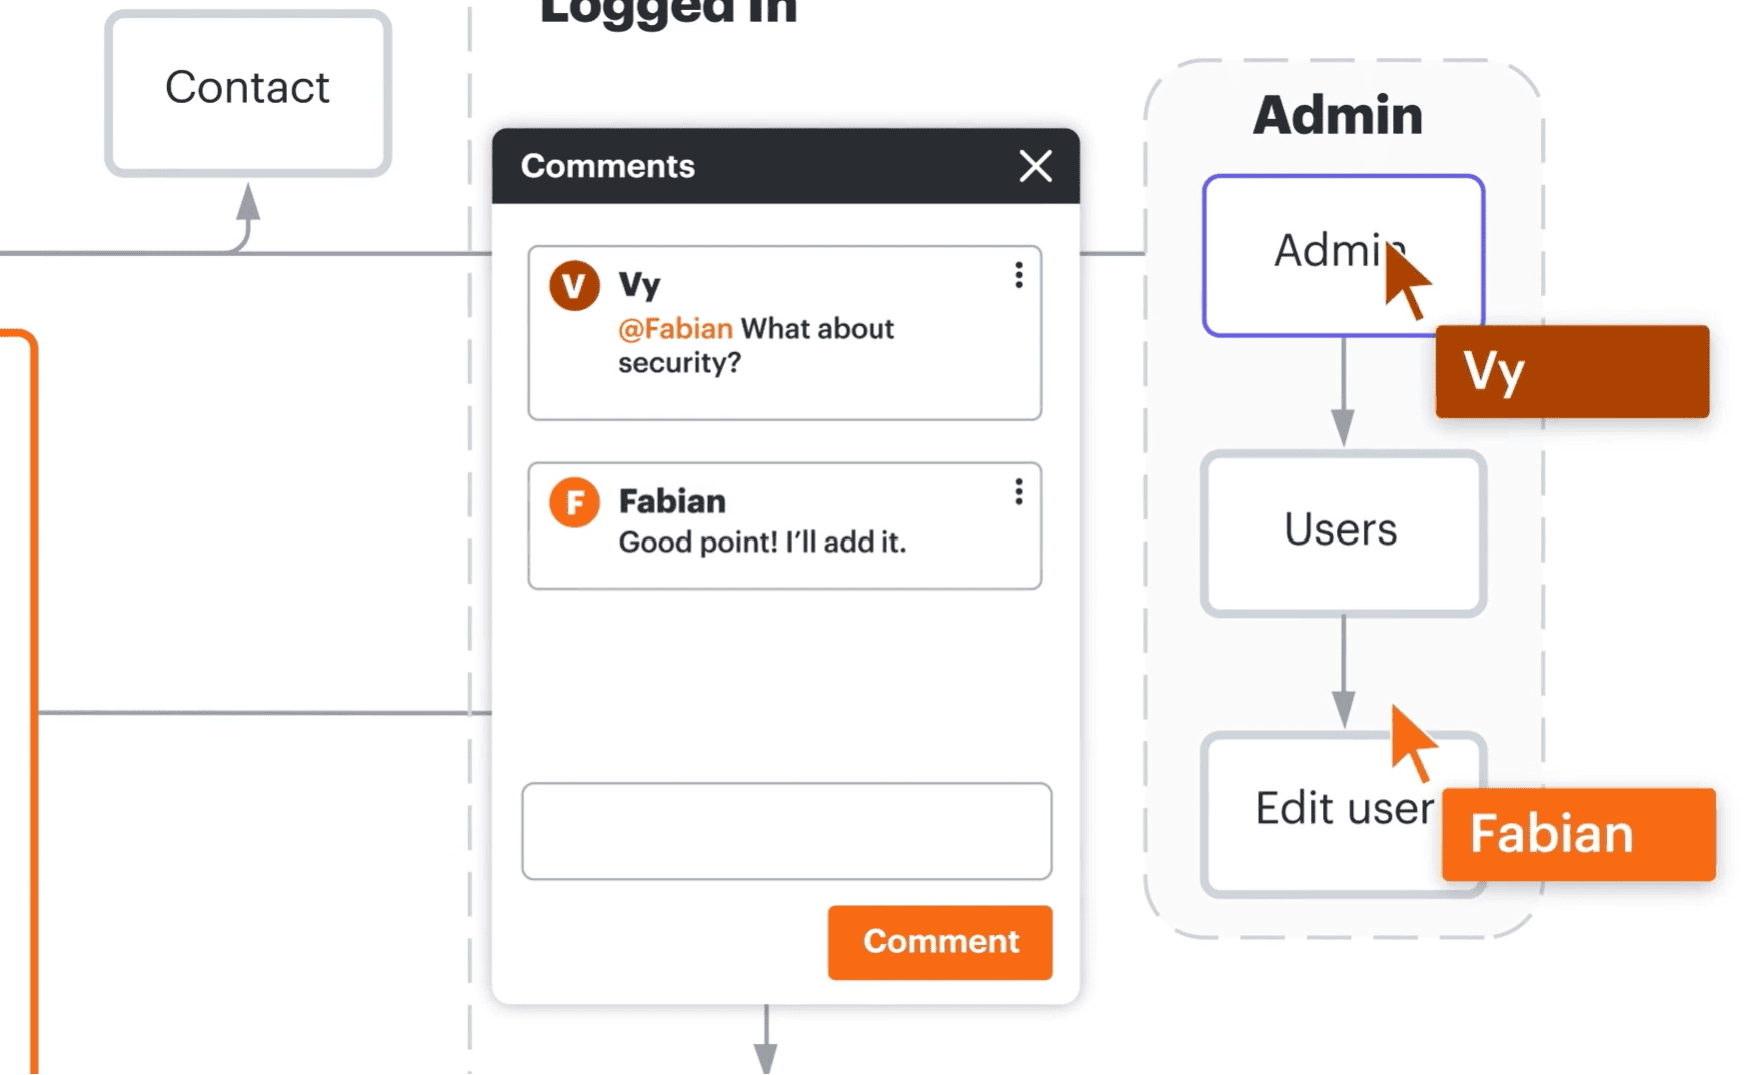 Logged In
Contact
Comments
V
Vy
@Fabian What about
security?
F
Fabian
Good point! I’ll add it.
Comment
Admin
Admin
Vy
Users
Edit user
Fabian